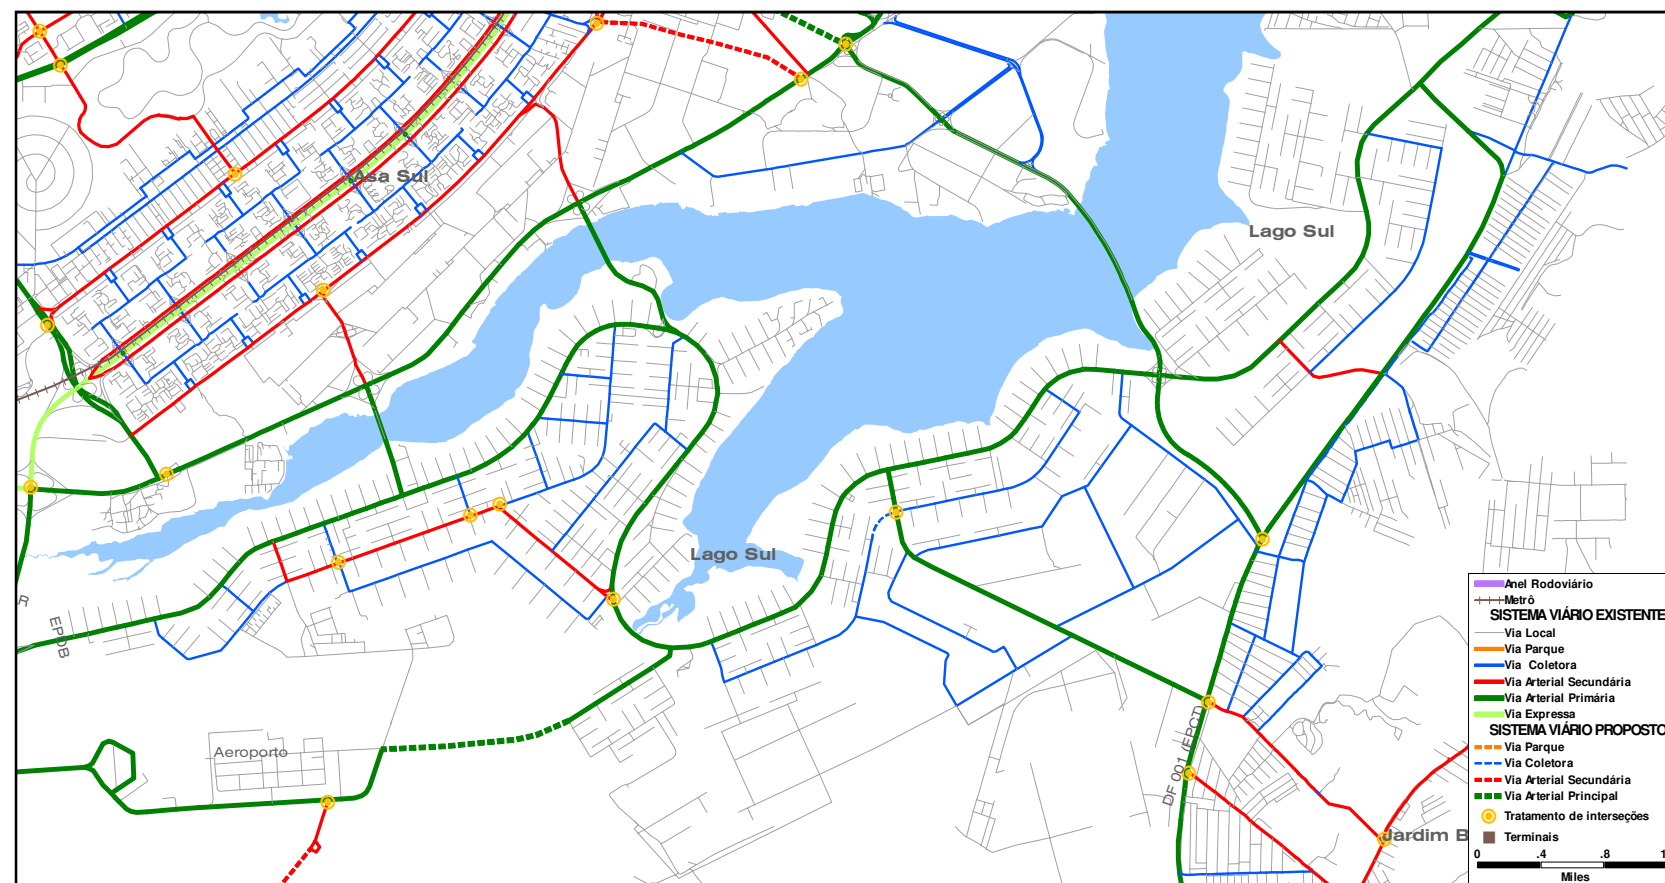 Asa Sul
Lago Sul
Lago Sul
EPDB
Aeroporto
DF 001 (EPCT)
Jardim B
Anel Rodoviário
Metrô
SISTEMA VIÁRIO EXISTENTE
Via Local
Via Parque
Via Coletora
Via Arterial Secundária
Via Arterial Primária
Via Expressa
SISTEMA VIÁRIO PROPOSTO
Via Parque
Via Coletora
Via Arterial Secundária
Via Arterial Principal
Tratamento de interseções
Terminais
0 .4 .8 1
Miles